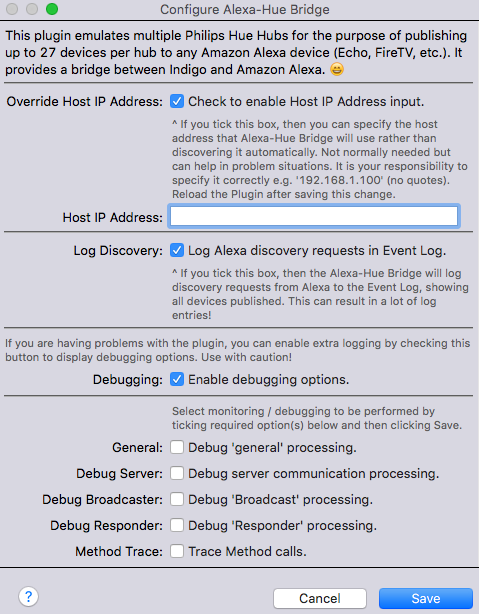 Configure Alexa-Hue Bridge
This plugin emulates multiple Philips Hue Hubs for the purpose of publishing
up to 27 devices per hub to any Amazon Alexa device (Echo, FireTV, etc.). It
provides a bridge between Indigo and Amazon Alexa. 😄
Override Host IP Address: Check to enable Host IP Address input.
^ If you tick this box, then you can specify the host
address that Alexa-Hue Bridge will use rather than
discovering it automatically. Not normally needed but
can help in problem situations. It is your responsibility to
specify it correctly e.g. '192.168.1.100' (no quotes).
Reload the Plugin after saving this change.
Host IP Address:
Log Discovery: Log Alexa discovery requests in Event Log.
^ If you tick this box, then the Alexa-Hue Bridge will log
discovery requests from Alexa to the Event Log, showing
all devices published. This can result in a lot of log
entries!
If you are having problems with the plugin, you can enable extra logging by checking this
button to display debugging options. Use with caution!
Debugging: Enable debugging options.
Select monitoring / debugging to be performed by
ticking required option(s) below and then clicking Save.
General: Debug 'general' processing.
Debug Server: Debug server communication processing.
Debug Broadcaster: Debug 'Broadcast' processing.
Debug Responder: Debug 'Responder' processing.
Method Trace: Trace Method calls.
? Cancel Save